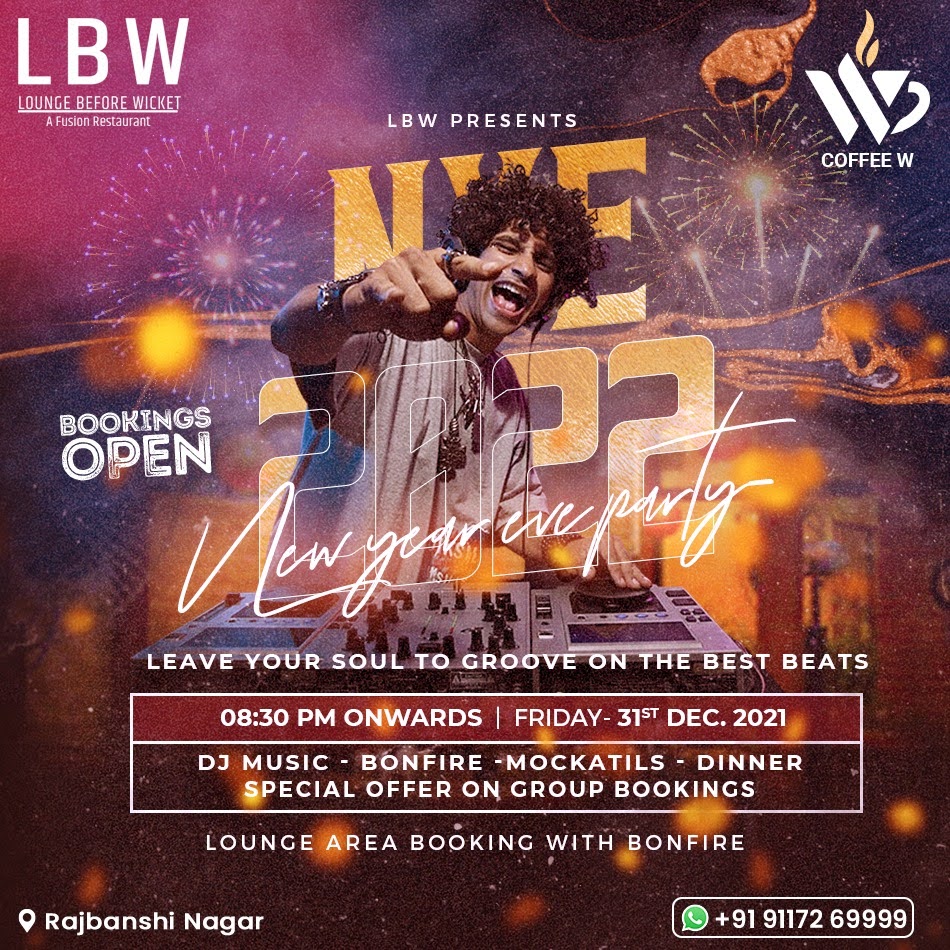 LBW
LOUNGE BEFORE WICKET
A Fusion Restaurant
COFFEE W
LBW PRESENTS
NYE
2022
BOOKINGS
OPEN
New year eve party
LEAVE YOUR SOUL TO GROOVE ON THE BEST BEATS
08:30 PM ONWARDS | FRIDAY- 31ST DEC. 2021
DJ MUSIC - BONFIRE -MOCKATILS - DINNER
SPECIAL OFFER ON GROUP BOOKINGS
LOUNGE AREA BOOKING WITH BONFIRE
Rajbanshi Nagar
+91 91172 69999